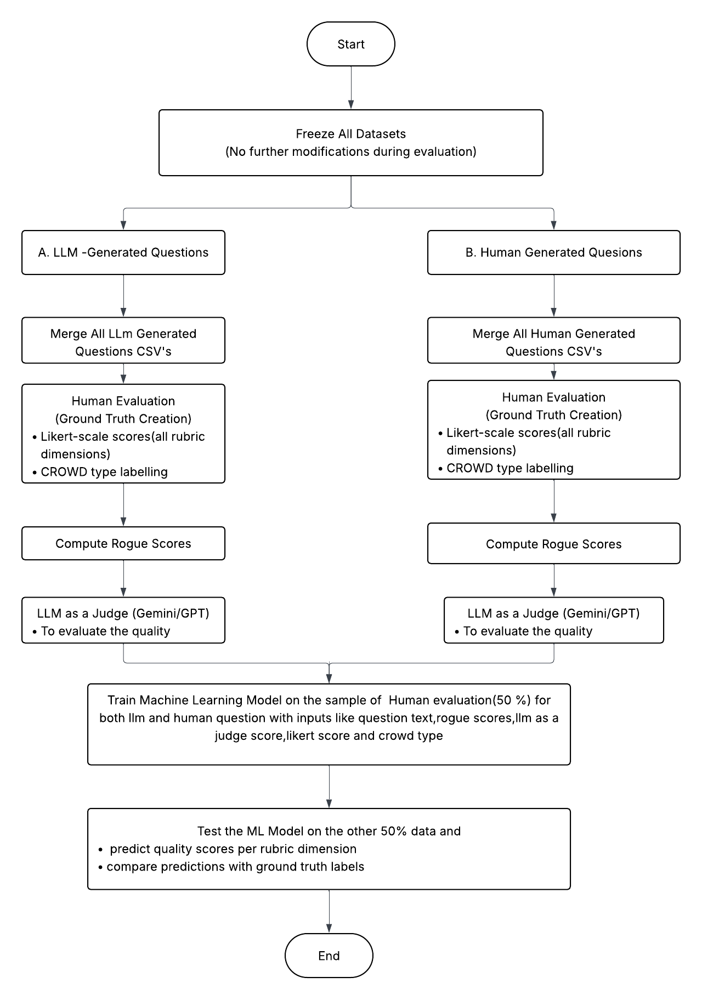 Start
Freeze All Datasets
(No further modifications during evaluation)
A. LLM -Generated Questions
B. Human Generated Quesions
Merge All LLm Generated
Questions CSV's
Merge All Human Generated
Questions CSV's
Human Evaluation
(Ground Truth Creation)
• Likert-scale scores(all rubric
dimensions)
• CROWD type labelling
Human Evaluation
(Ground Truth Creation)
• Likert-scale scores(all rubric
dimensions)
• CROWD type labelling
Compute Rogue Scores
Compute Rogue Scores
LLM as a Judge (Gemini/GPT)
• To evaluate the quality
LLM as a Judge (Gemini/GPT)
• To evaluate the quality
Train Machine Learning Model on the sample of  Human evaluation(50 %) for
both llm and human question with inputs like question text,rogue scores,llm as a
judge score,likert score and crowd type
Test the ML Model on the other 50% data and
•  predict quality scores per rubric dimension
• compare predictions with ground truth labels
End